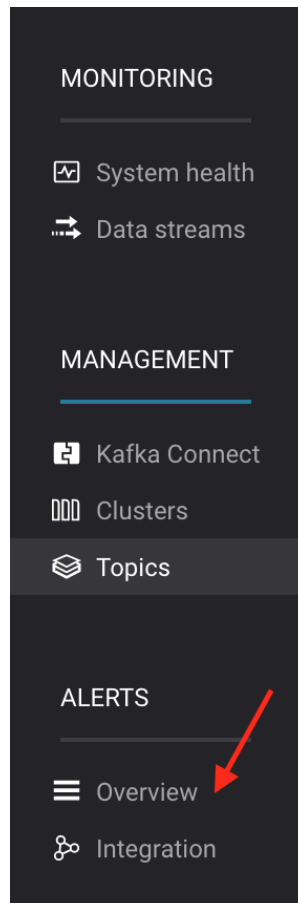 MONITORING
System health
Data streams
MANAGEMENT
Kafka Connect
Clusters
Topics
ALERTS
Overview
Integration